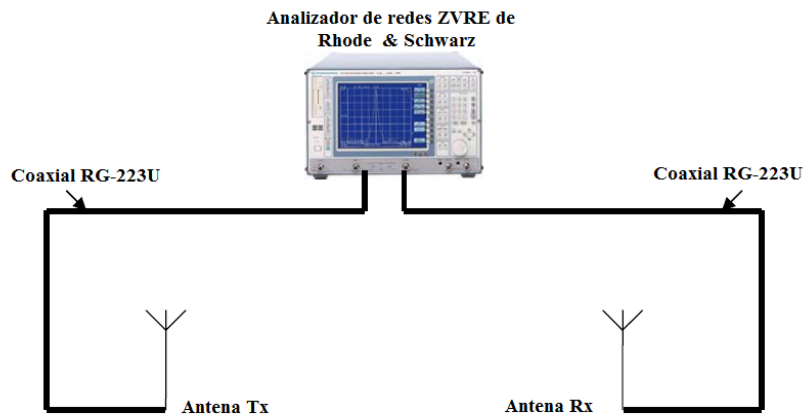 Analizador de redes ZVRE de
Rhode & Schwarz
Coaxial RG-223U
Coaxial RG-223U
Antena Tx
Antena Rx